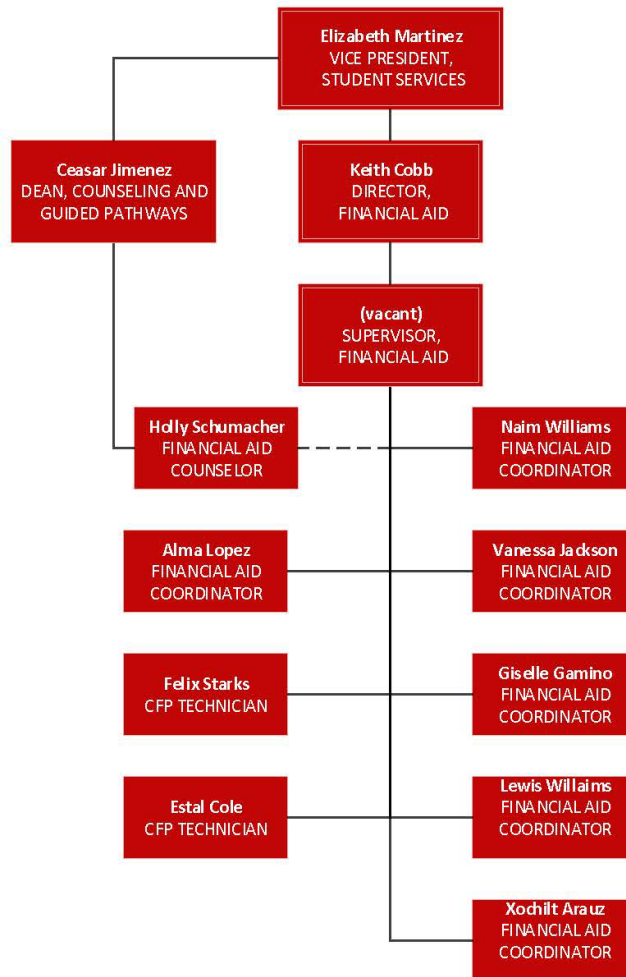 Elizabeth Martinez
VICE PRESIDENT,
STUDENT SERVICES
Ceasar Jimenez
DEAN, COUNSELING AND
GUIDED PATHWAYS
Keith Cobb
DIRECTOR,
FINANCIAL AID
(vacant)
SUPERVISOR,
FINANCIAL AID
Holly Schumacher
FINANCIAL AID
COUNSELOR
Naim Williams
FINANCIAL AID
COORDINATOR
Alma Lopez
FINANCIAL AID
COORDINATOR
Vanessa Jackson
FINANCIAL AID
COORDINATOR
Felix Starks
CFP TECHNICIAN
Giselle Gamino
FINANCIAL AID
COORDINATOR
Estal Cole
CFP TECHNICIAN
Lewis Willaims
FINANCIAL AID
COORDINATOR
Xochilt Arauz
FINANCIAL AID
COORDINATOR